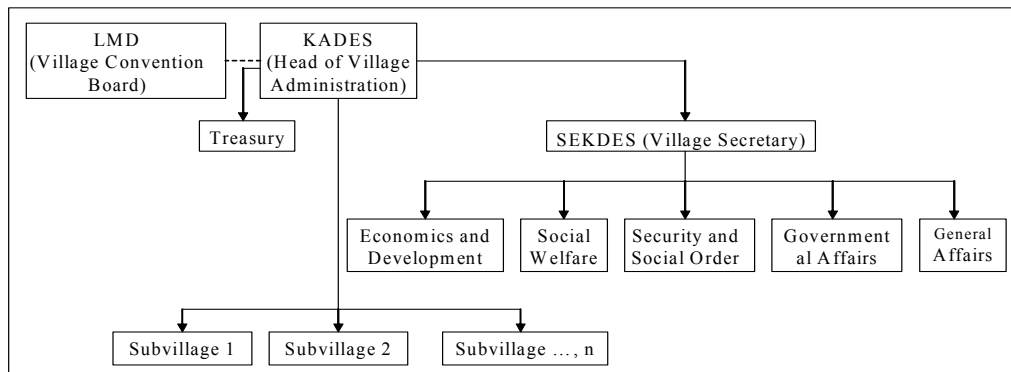 LMD
(Village Convention
Board)
KADES
(Head of Village
Administration)
Treasury
SEKDES (Village Secretary)
Economics and
Development
Social
Welfare
Security and
Social Order
Government
al Affairs
General
Affairs
Subvillage 1
Subvillage 2
Subvillage …, n